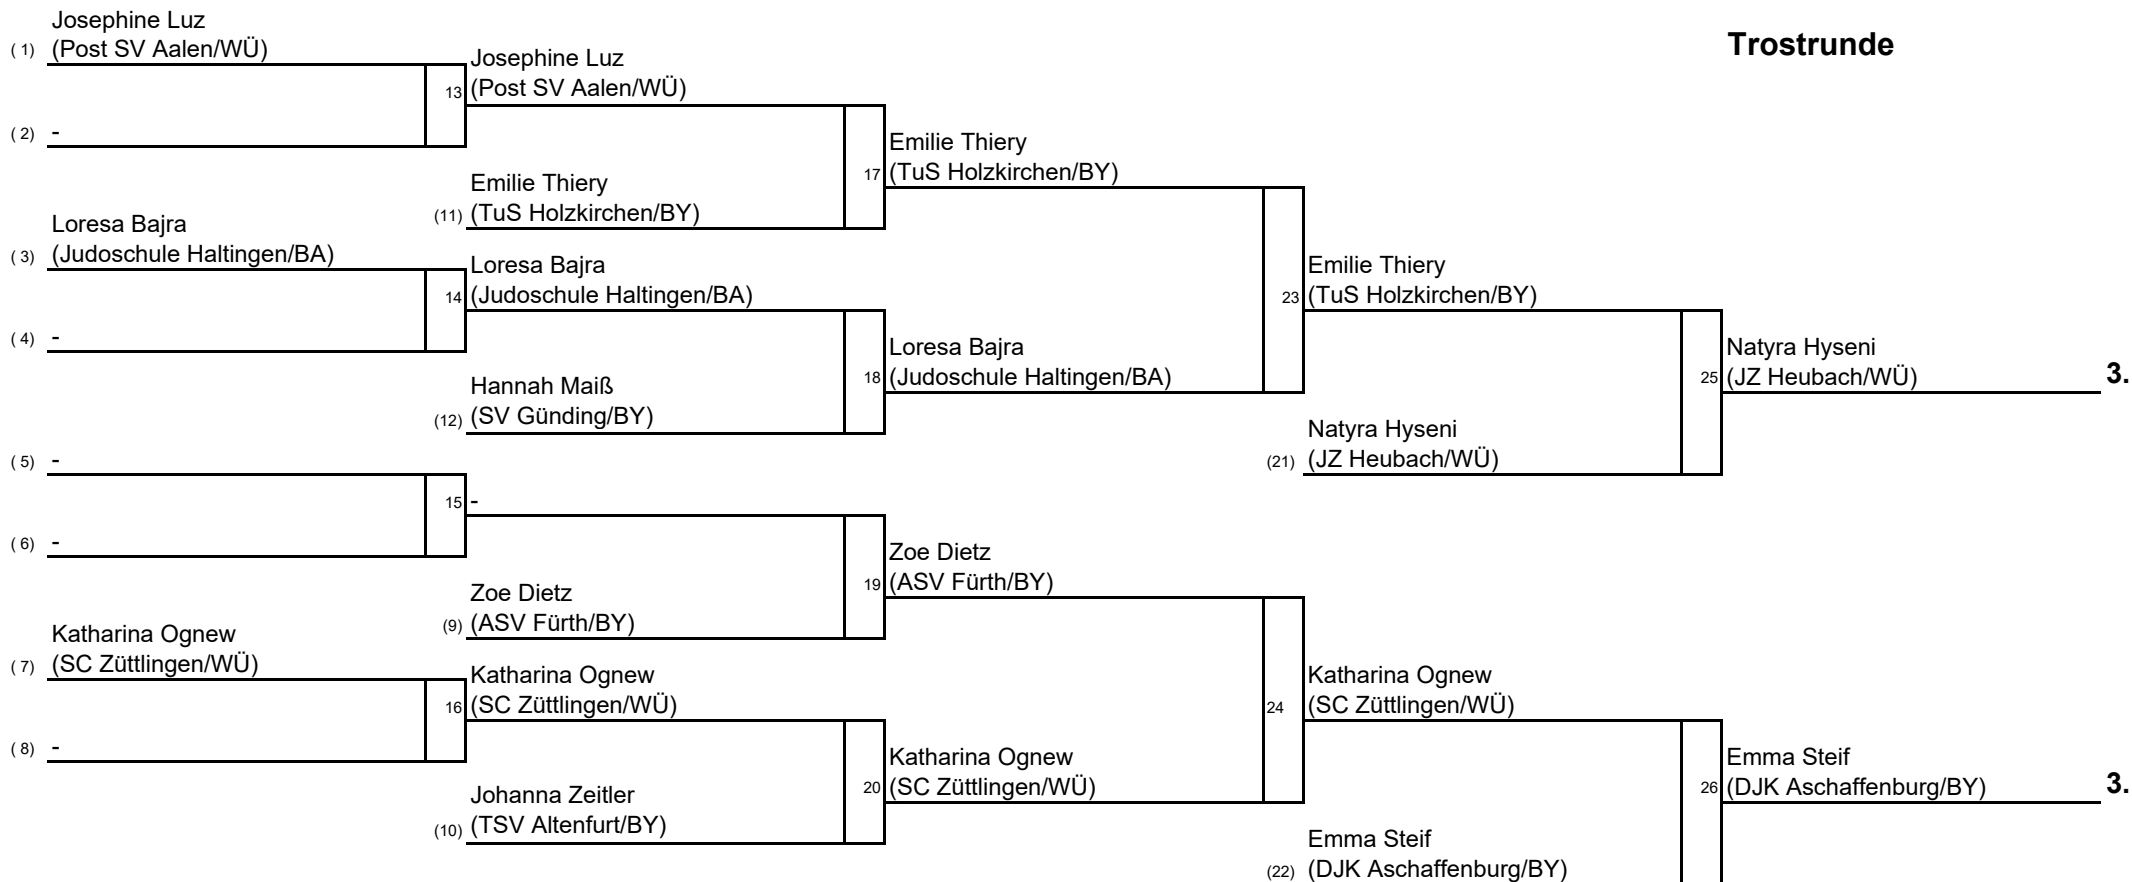 Trostrunde
Josephine Luz
( 1) (Post SV Aalen/WÜ)
( 2) -
Loresa Bajra
( 3) (Judoschule Haltingen/BA)
( 4) -
( 5) -
( 6) -
Katharina Ognew
( 7) (SC Züttlingen/WÜ)
( 8) -
Josephine Luz
13 (Post SV Aalen/WÜ)
Emilie Thiery
(11) (TuS Holzkirchen/BY)
Loresa Bajra
14 (Judoschule Haltingen/BA)
Hannah Maiß
(12) (SV Günding/BY)
15 -
Zoe Dietz
(9) (ASV Fürth/BY)
Katharina Ognew
16 (SC Züttlingen/WÜ)
Johanna Zeitler
(10) (TSV Altenfurt/BY)
Emilie Thiery
17 (TuS Holzkirchen/BY)
Loresa Bajra
18 (Judoschule Haltingen/BA)
Zoe Dietz
19 (ASV Fürth/BY)
Katharina Ognew
20 (SC Züttlingen/WÜ)
Emilie Thiery
23 (TuS Holzkirchen/BY)
Natyra Hyseni
(21) (JZ Heubach/WÜ)
Katharina Ognew
24 (SC Züttlingen/WÜ)
Emma Steif
(22) (DJK Aschaffenburg/BY)
Natyra Hyseni
25 (JZ Heubach/WÜ) 3.
Emma Steif
26 (DJK Aschaffenburg/BY) 3.